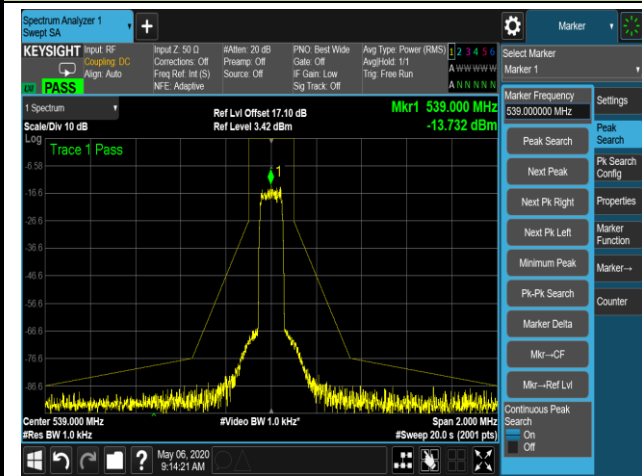 Spectrum Analyzer 1
Swept SA
+
Marker
KEYSIGHT
Input: RF
Coupling: DC
Align: Auto
Input Z: 50 Ω
Corrections: Off
Freq Ref: Int (S)
NFE: Adaptive
#Atten: 20 dB
Preamp: Off
Source: Off
PNO: Best Wide
Gate: Off
IF Gain: Low
Sig Track: Off
Avg Type: Power (RMS)
Avg|Hold: 1/1
Trig: Free Run
1 2 3 4 5 6
A W W W W W
A N N N N N
LXI
PASS
Select Marker
Marker 1
1 Spectrum
Scale/Div 10 dB
Ref Lvl Offset 17.10 dB
Ref Level 3.42 dBm
Mkr1 539.000 MHz
-13.732 dBm
Log
Trace 1 Pass
1
-6.58
-16.6
-26.6
-36.6
-46.6
-56.6
-66.6
-76.6
-86.6
Center 539.000 MHz
#Res BW 1.0 kHz
#Video BW 1.0 kHz*
Span 2.000 MHz
#Sweep 20.0 s (2001 pts)
Marker Frequency
539.000000 MHz
Peak Search
Next Peak
Next Pk Right
Next Pk Left
Minimum Peak
Pk-Pk Search
Marker Delta
Mkr→CF
Mkr→Ref Lvl
Continuous Peak
Search
On
Off
Settings
Peak
Search
Pk Search
Config
Properties
Marker
Function
Marker→
Counter
?
May 06, 2020
9:14:21 AM